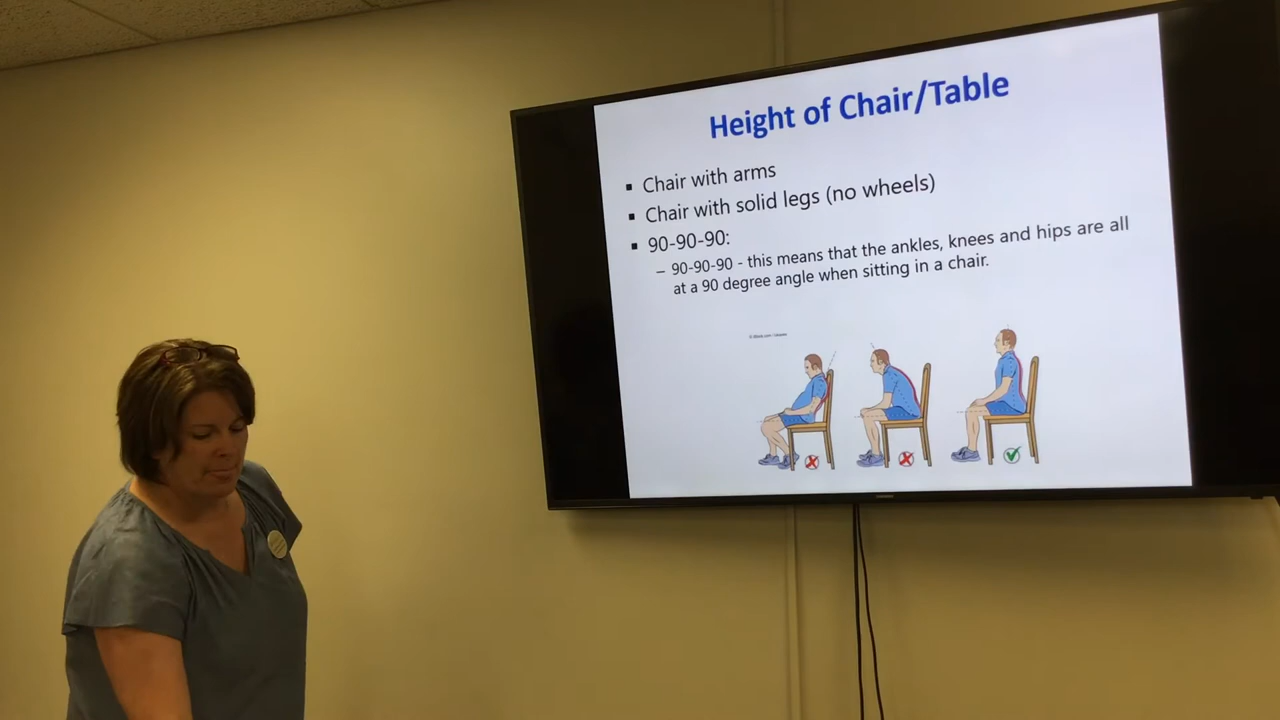 Height of Chair/Table
▪ Chair with arms
▪ Chair with solid legs (no wheels)
▪ 90-90-90:
– 90-90-90 - this means that the ankles, knees and hips are all
at a 90 degree angle when sitting in a chair.